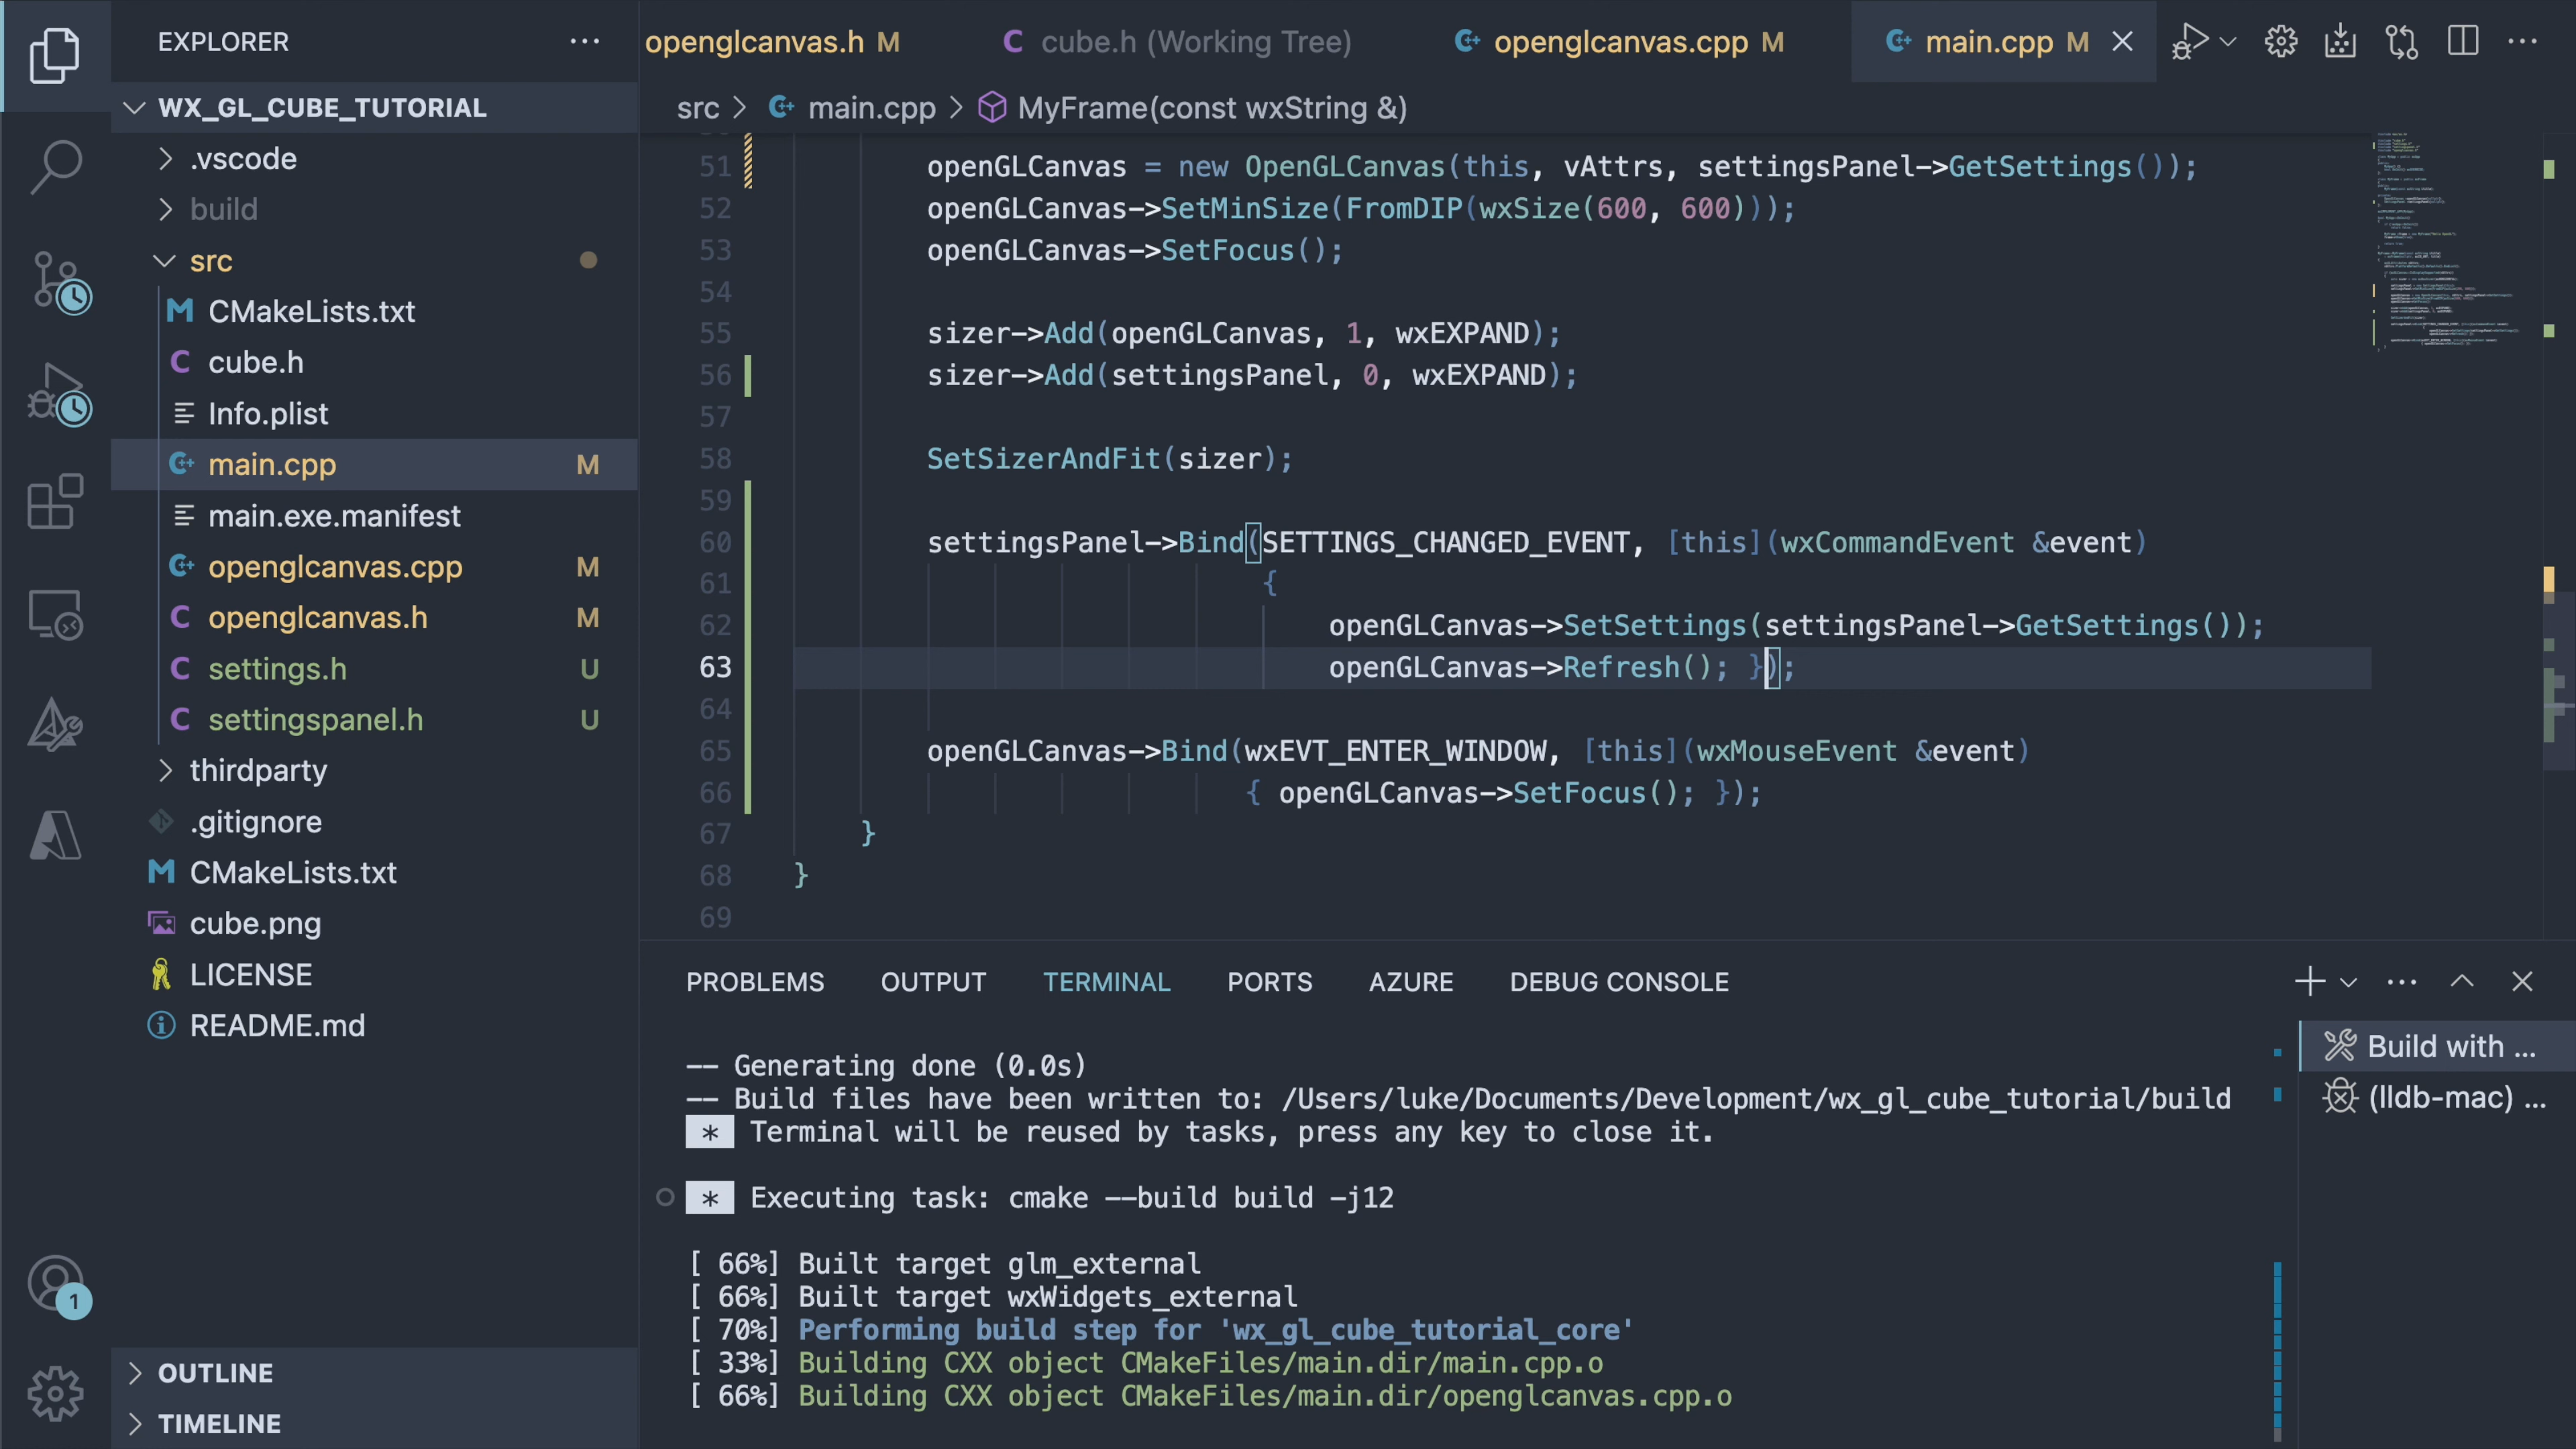 EXPLORER
WX_GL_CUBE_TUTORIAL
.vscode
build
src
CMakeLists.txt
cube.h
Info.plist
main.cpp M
main.exe.manifest
openglcanvas.cpp M
openglcanvas.h M
settings.h U
settingspanel.h U
thirdparty
.gitignore
CMakeLists.txt
cube.png
LICENSE
README.md
OUTLINE
TIMELINE
1
openglcanvas.h M
cube.h (Working Tree)
openglcanvas.cpp M
main.cpp M
src > main.cpp > MyFrame(const wxString &)
51 openGLCanvas = new OpenGLCanvas(this, vAttrs, settingsPanel->GetSettings());
52 openGLCanvas->SetMinSize(FromDIP(wxSize(600, 600)));
53 openGLCanvas->SetFocus();
54
55 sizer->Add(openGLCanvas, 1, wxEXPAND);
56 sizer->Add(settingsPanel, 0, wxEXPAND);
57
58 SetSizerAndFit(sizer);
59
60 settingsPanel->Bind(SETTINGS_CHANGED_EVENT, [this](wxCommandEvent &event)
61 {
62 openGLCanvas->SetSettings(settingsPanel->GetSettings());
63 openGLCanvas->Refresh(); });
64
65 openGLCanvas->Bind(wxEVT_ENTER_WINDOW, [this](wxMouseEvent &event)
66 { openGLCanvas->SetFocus(); });
67 }
68 }
69
PROBLEMS OUTPUT TERMINAL PORTS AZURE DEBUG CONSOLE
-- Generating done (0.0s)
-- Build files have been written to: /Users/luke/Documents/Development/wx_gl_cube_tutorial/build
* Terminal will be reused by tasks, press any key to close it.
* Executing task: cmake --build build -j12
[ 66%] Built target glm_external
[ 66%] Built target wxWidgets_external
[ 70%] Performing build step for 'wx_gl_cube_tutorial_core'
[ 33%] Building CXX object CMakeFiles/main.dir/main.cpp.o
[ 66%] Building CXX object CMakeFiles/main.dir/openglcanvas.cpp.o
Build with ...
(lldb-mac) ...